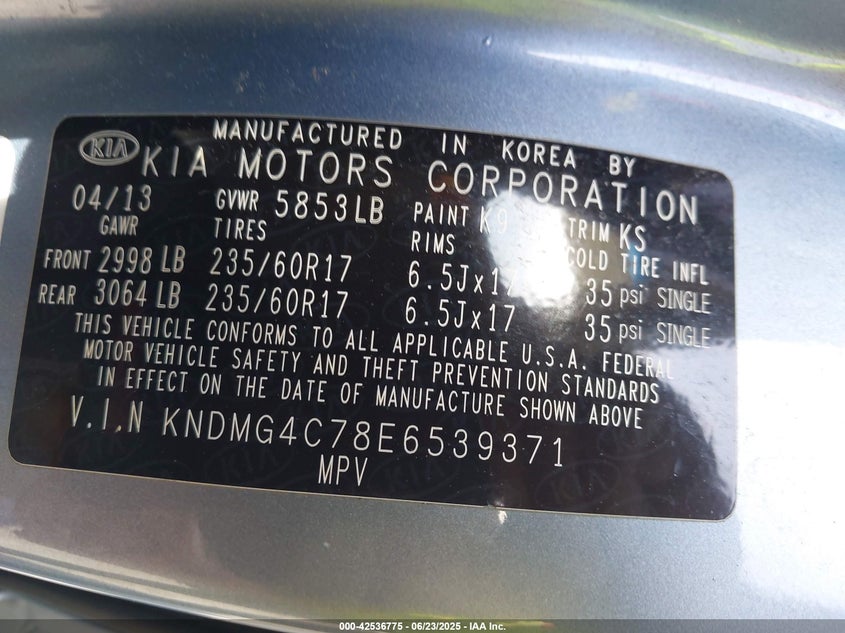 MANUFACTURED IN KOREA BY
KIA KIA MOTORS CORPORATION
04/13 GVWR 5853LB PAINT K9 TRIM KS
GAWR TIRES RIMS COLD TIRE INFL
FRONT 2998 LB 235/60R17 35 psi SINGLE
REAR 3064 LB 235/60R17 6.5Jx17 35 psi SINGLE
THIS VEHICLE CONFORMS TO ALL APPLICABLE U.S.A. FEDERAL
MOTOR VEHICLE SAFETY AND THEFT PREVENTION STANDARDS
IN EFFECT ON THE DATE OF MANUFACTURE SHOWN ABOVE
V.I.N KNDMG4C78E6539371
MPV
000-42536775 - 06/23/2025 - IAA Inc.